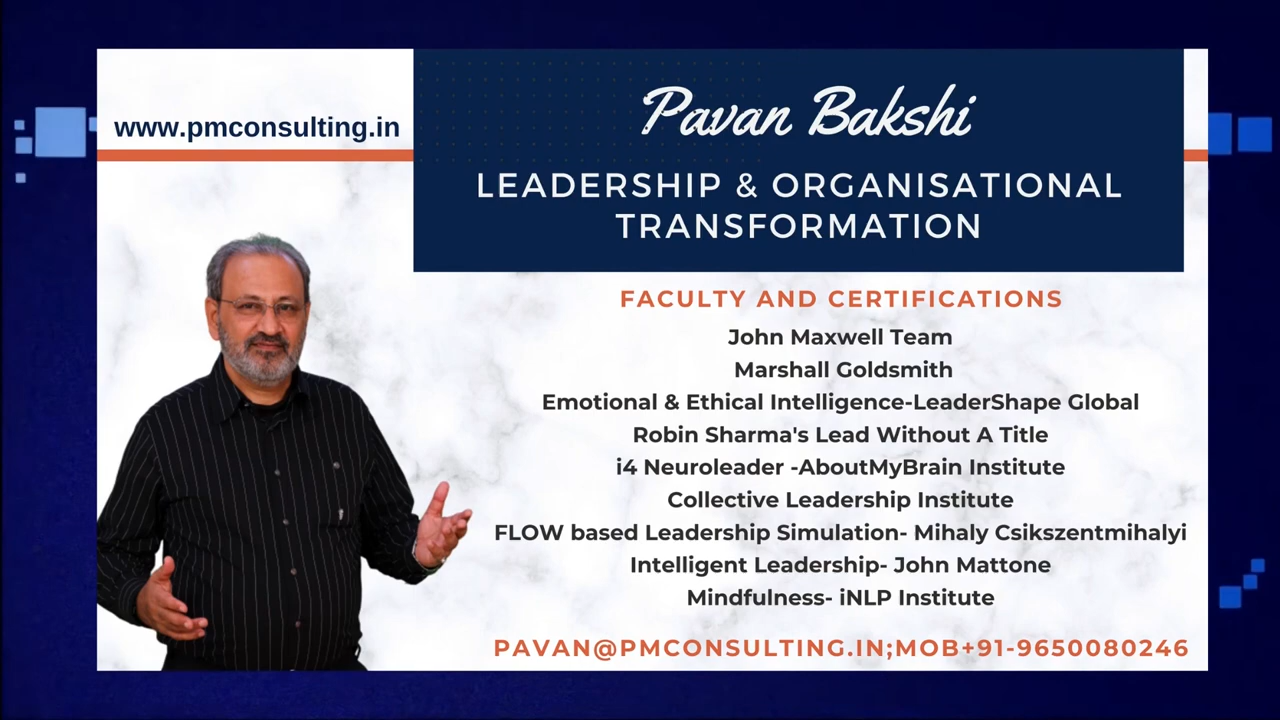 www.pmconsulting.in
Pavan Bakshi
LEADERSHIP & ORGANISATIONAL
TRANSFORMATION
FACULTY AND CERTIFICATIONS
John Maxwell Team
Marshall Goldsmith
Emotional & Ethical Intelligence-LeaderShape Global
Robin Sharma's Lead Without A Title
i4 Neuroleader -AboutMyBrain Institute
Collective Leadership Institute
FLOW based Leadership Simulation- Mihaly Csikszentmihalyi
Intelligent Leadership- John Mattone
Mindfulness- iNLP Institute
PAVAN@PMCONSULTING.IN;MOB+91-9650080246